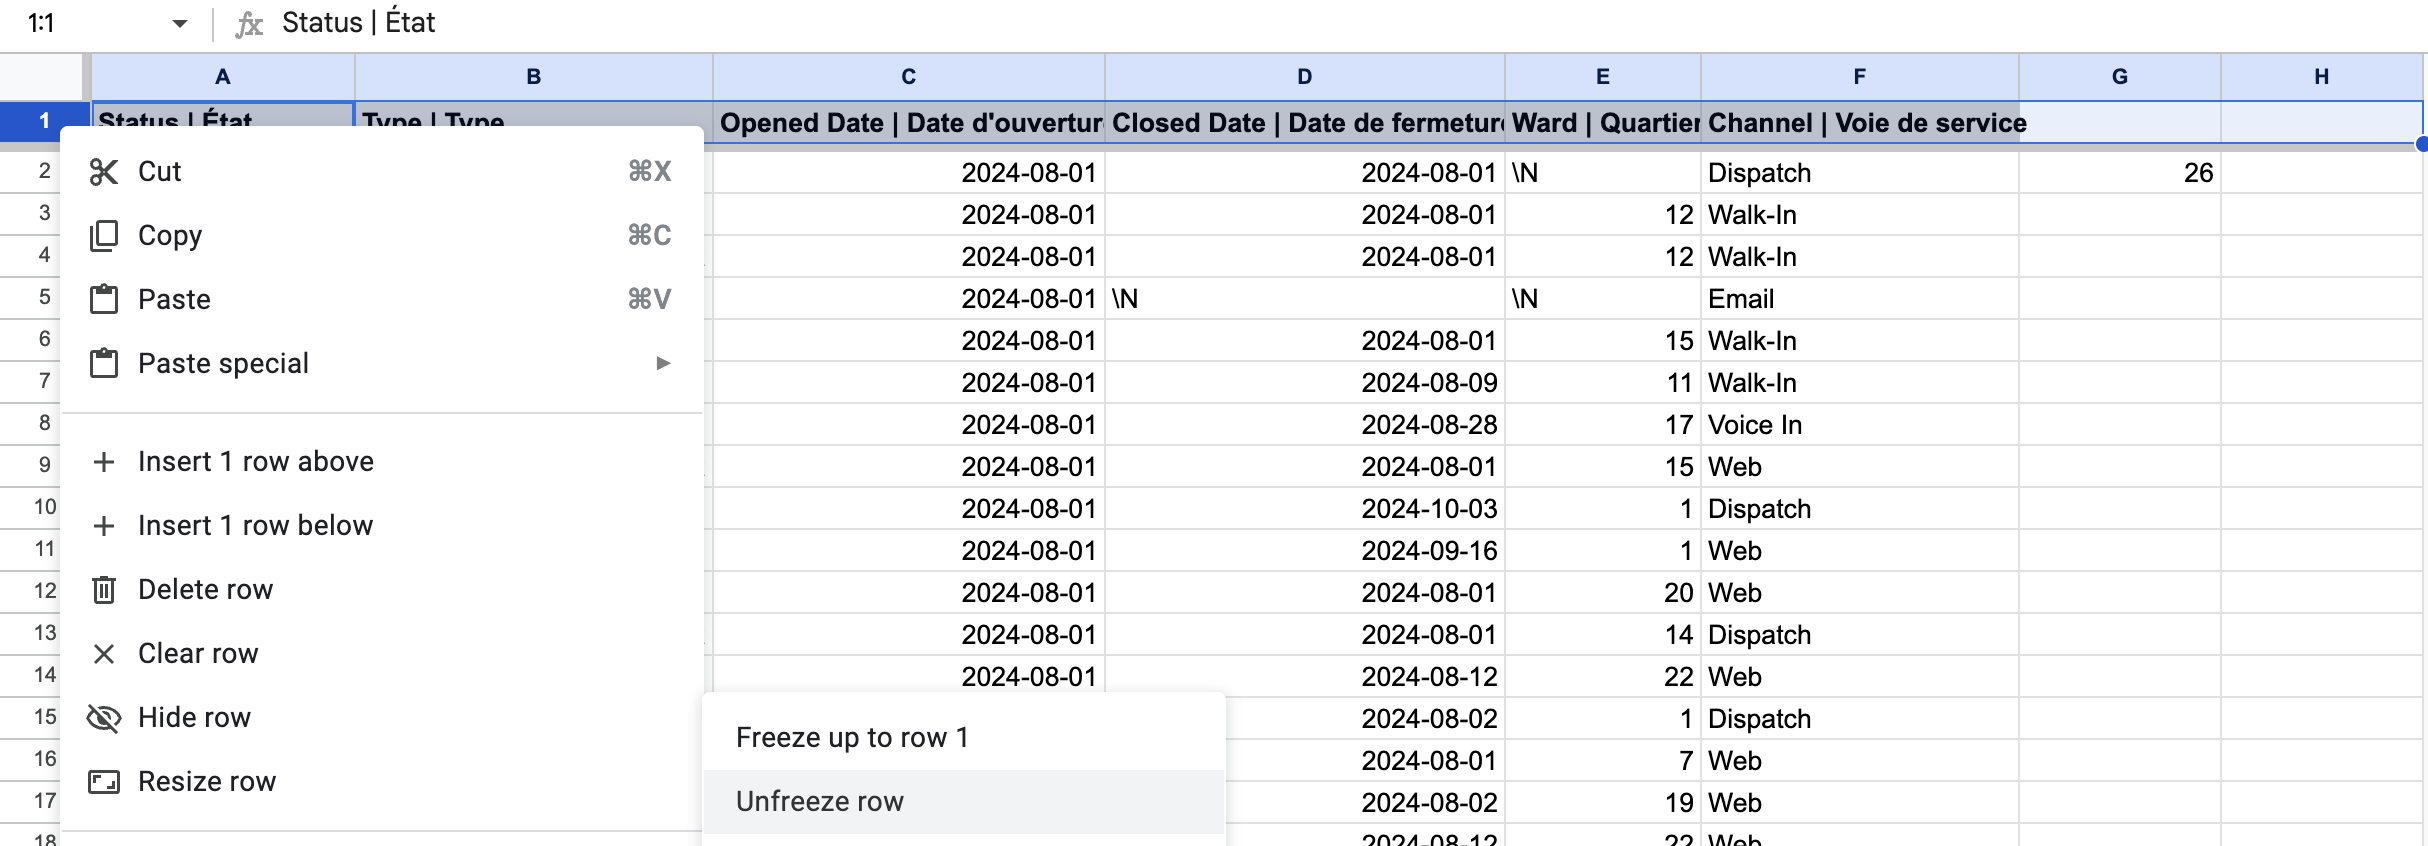 1:1 fx Status | État
A B C D E F G H
1 Status | État Type | Type Opened Date | Date d'ouvertur Closed Date | Date de fermeture Ward | Quartier Channel | Voie de service
2 2024-08-01 2024-08-01 \N Dispatch 26
3 2024-08-01 2024-08-01 12 Walk-In
4 2024-08-01 2024-08-01 12 Walk-In
5 2024-08-01 \N \N Email
6 2024-08-01 2024-08-01 15 Walk-In
7 2024-08-01 2024-08-09 11 Walk-In
8 2024-08-01 2024-08-28 17 Voice In
9 2024-08-01 2024-08-01 15 Web
10 2024-08-01 2024-10-03 1 Dispatch
11 2024-08-01 2024-09-16 1 Web
12 2024-08-01 2024-08-01 20 Web
13 2024-08-01 2024-08-01 14 Dispatch
14 2024-08-01 2024-08-12 22 Web
15 2024-08-02 1 Dispatch
16 2024-08-01 7 Web
17 2024-08-02 19 Web
18 2024-08-12 22 Web
Cut ⌘X
Copy ⌘C
Paste ⌘V
Paste special
Insert 1 row above
Insert 1 row below
Delete row
Clear row
Hide row
Resize row
Freeze up to row 1
Unfreeze row